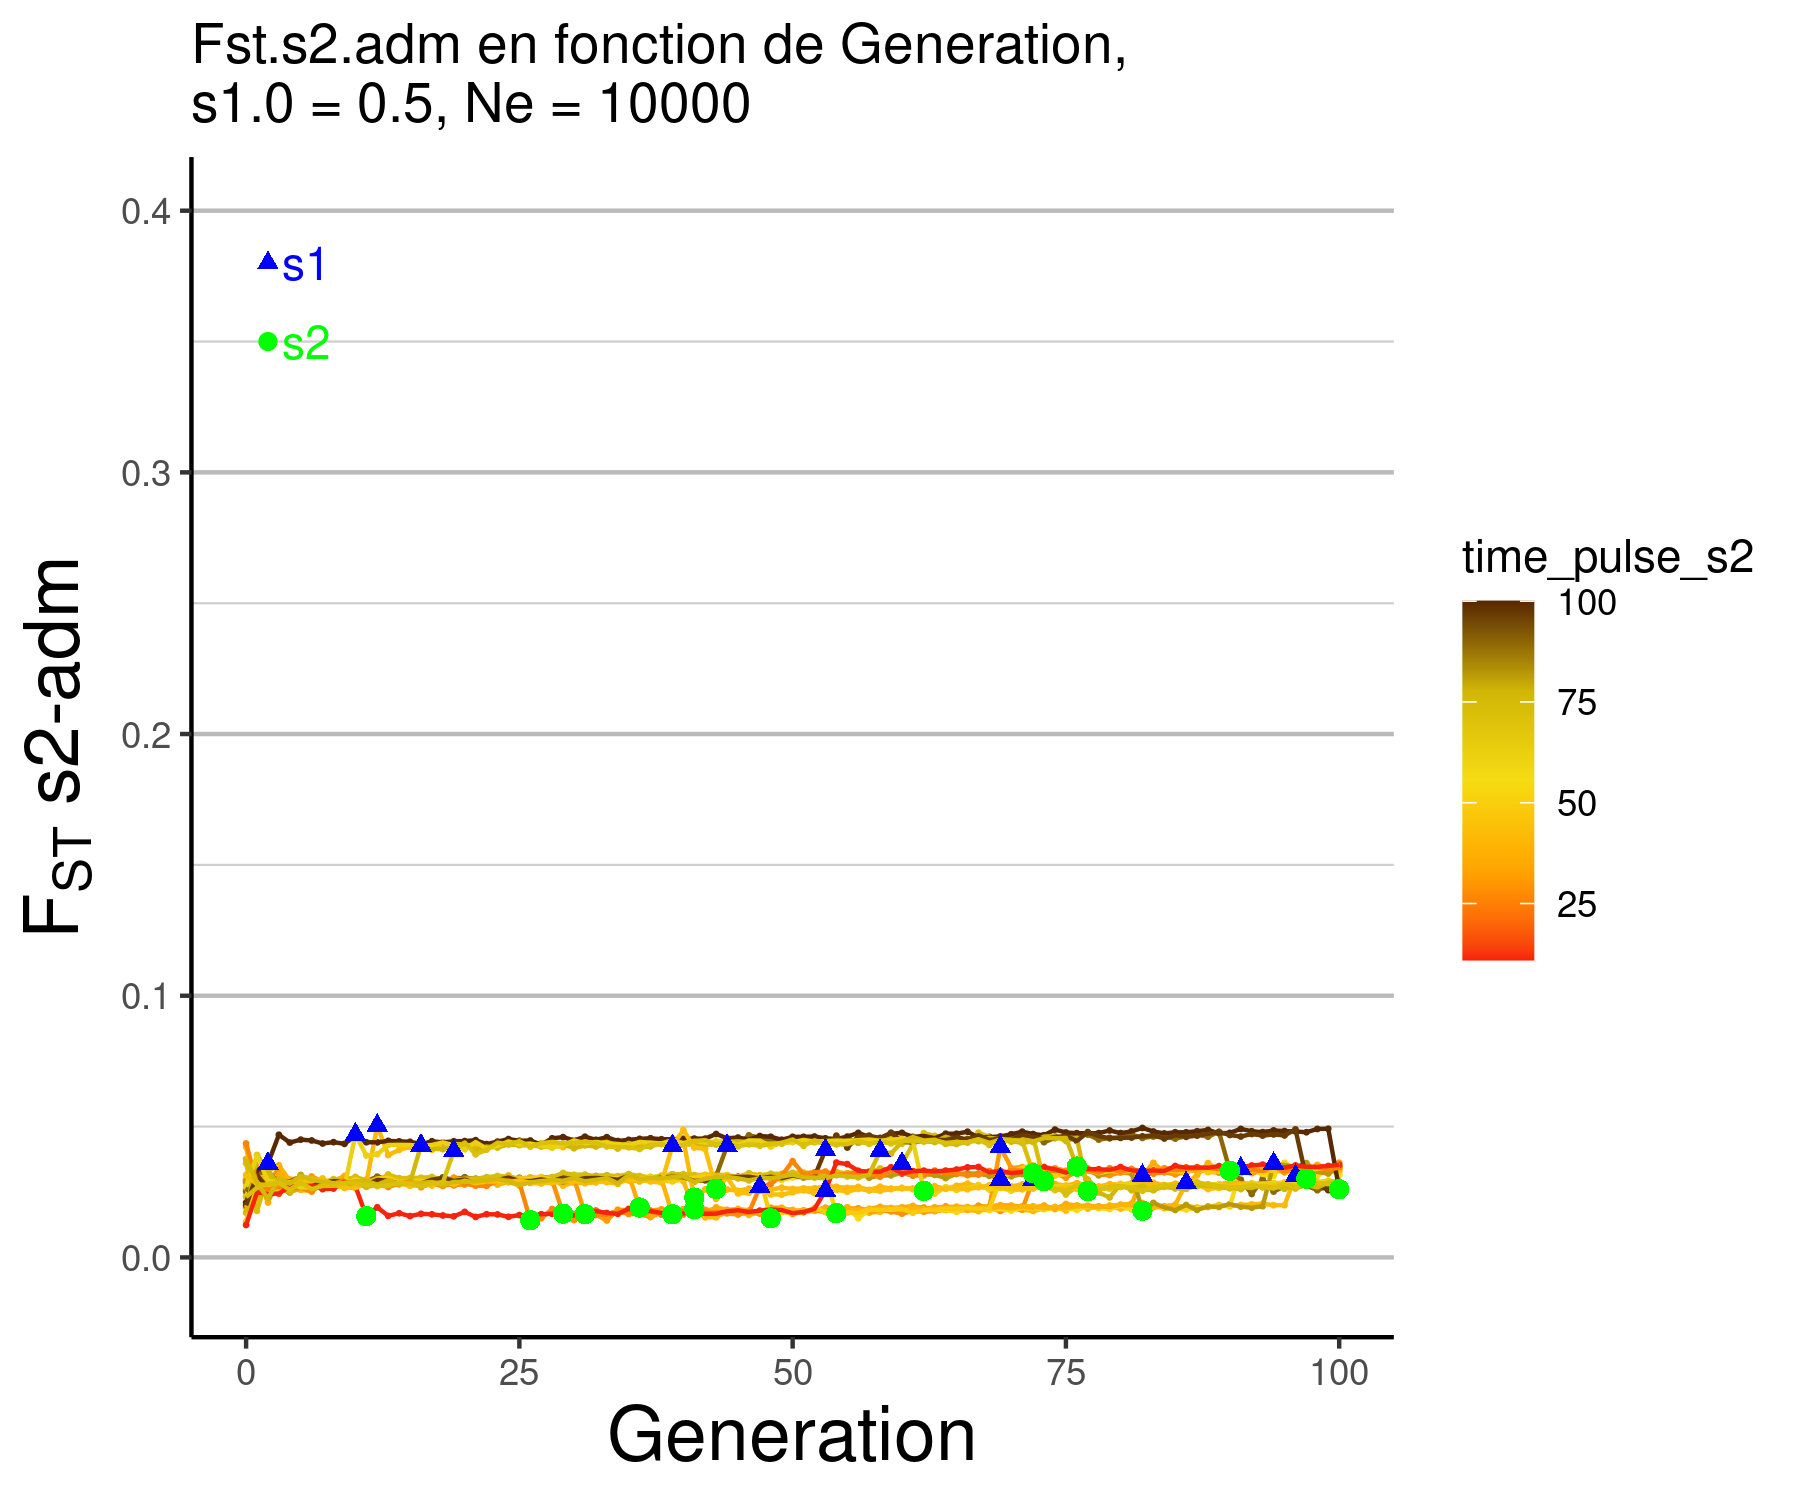 Fst.s2.adm en fonction de Generation,
s1.0 = 0.5, Ne = 10000
0.4
s1
s2
0.3
0.2
0.1
0.0
FST s2-adm
0
25
50
75
100
Generation
time_pulse_s2
100
75
50
25